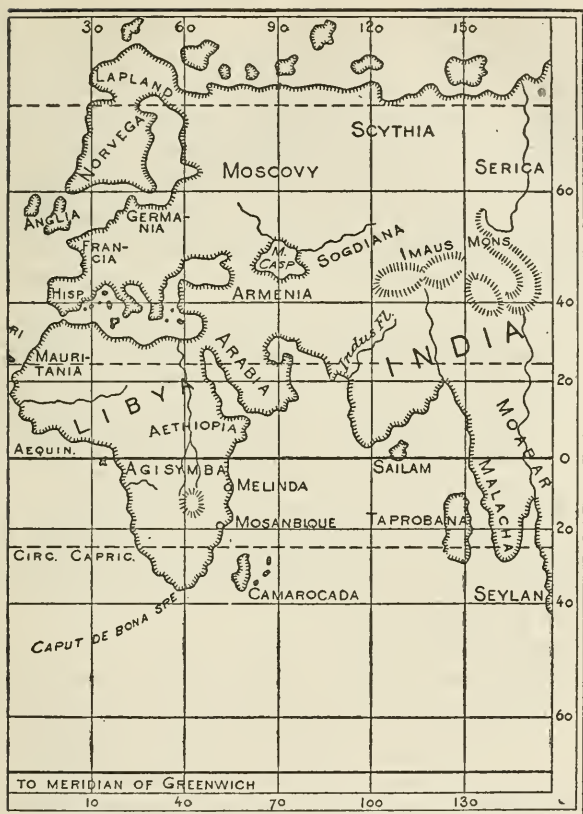 30 60 90 120 150
LAPLAND
NORVEGA
SCYTHIA
MOSCOVY
SERICA
60
ANGLIA
GERMA-
NIA
FRAN-
CIA
M.
CASP.
SOGDIANA
IMAUS
MONS
HISP.
ARMENIA
40
RI
MAURI-
TANIA
ARABIA
Indus Fl.
INDIA
20
LIBYA
AETHIOPIA
MOABAR
AEQUIN.
SAILAM
0
AGISYMBA
MELINDA
MALACHA
MOSANBIQUE
TAPROBANA
20
CIRC. CAPRIC.
CAMAROCADA
SEYLAN
40
CAPUT DE BONA SPE
60
TO MERIDIAN OF GREENWICH
10 40 70 100 130